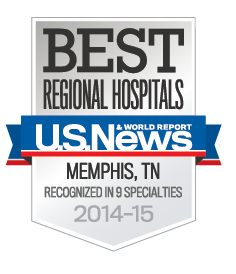 BEST
REGIONAL HOSPITALS
U.S.News & WORLD REPORT
MEMPHIS, TN
RECOGNIZED IN 9 SPECIALTIES
2014-15